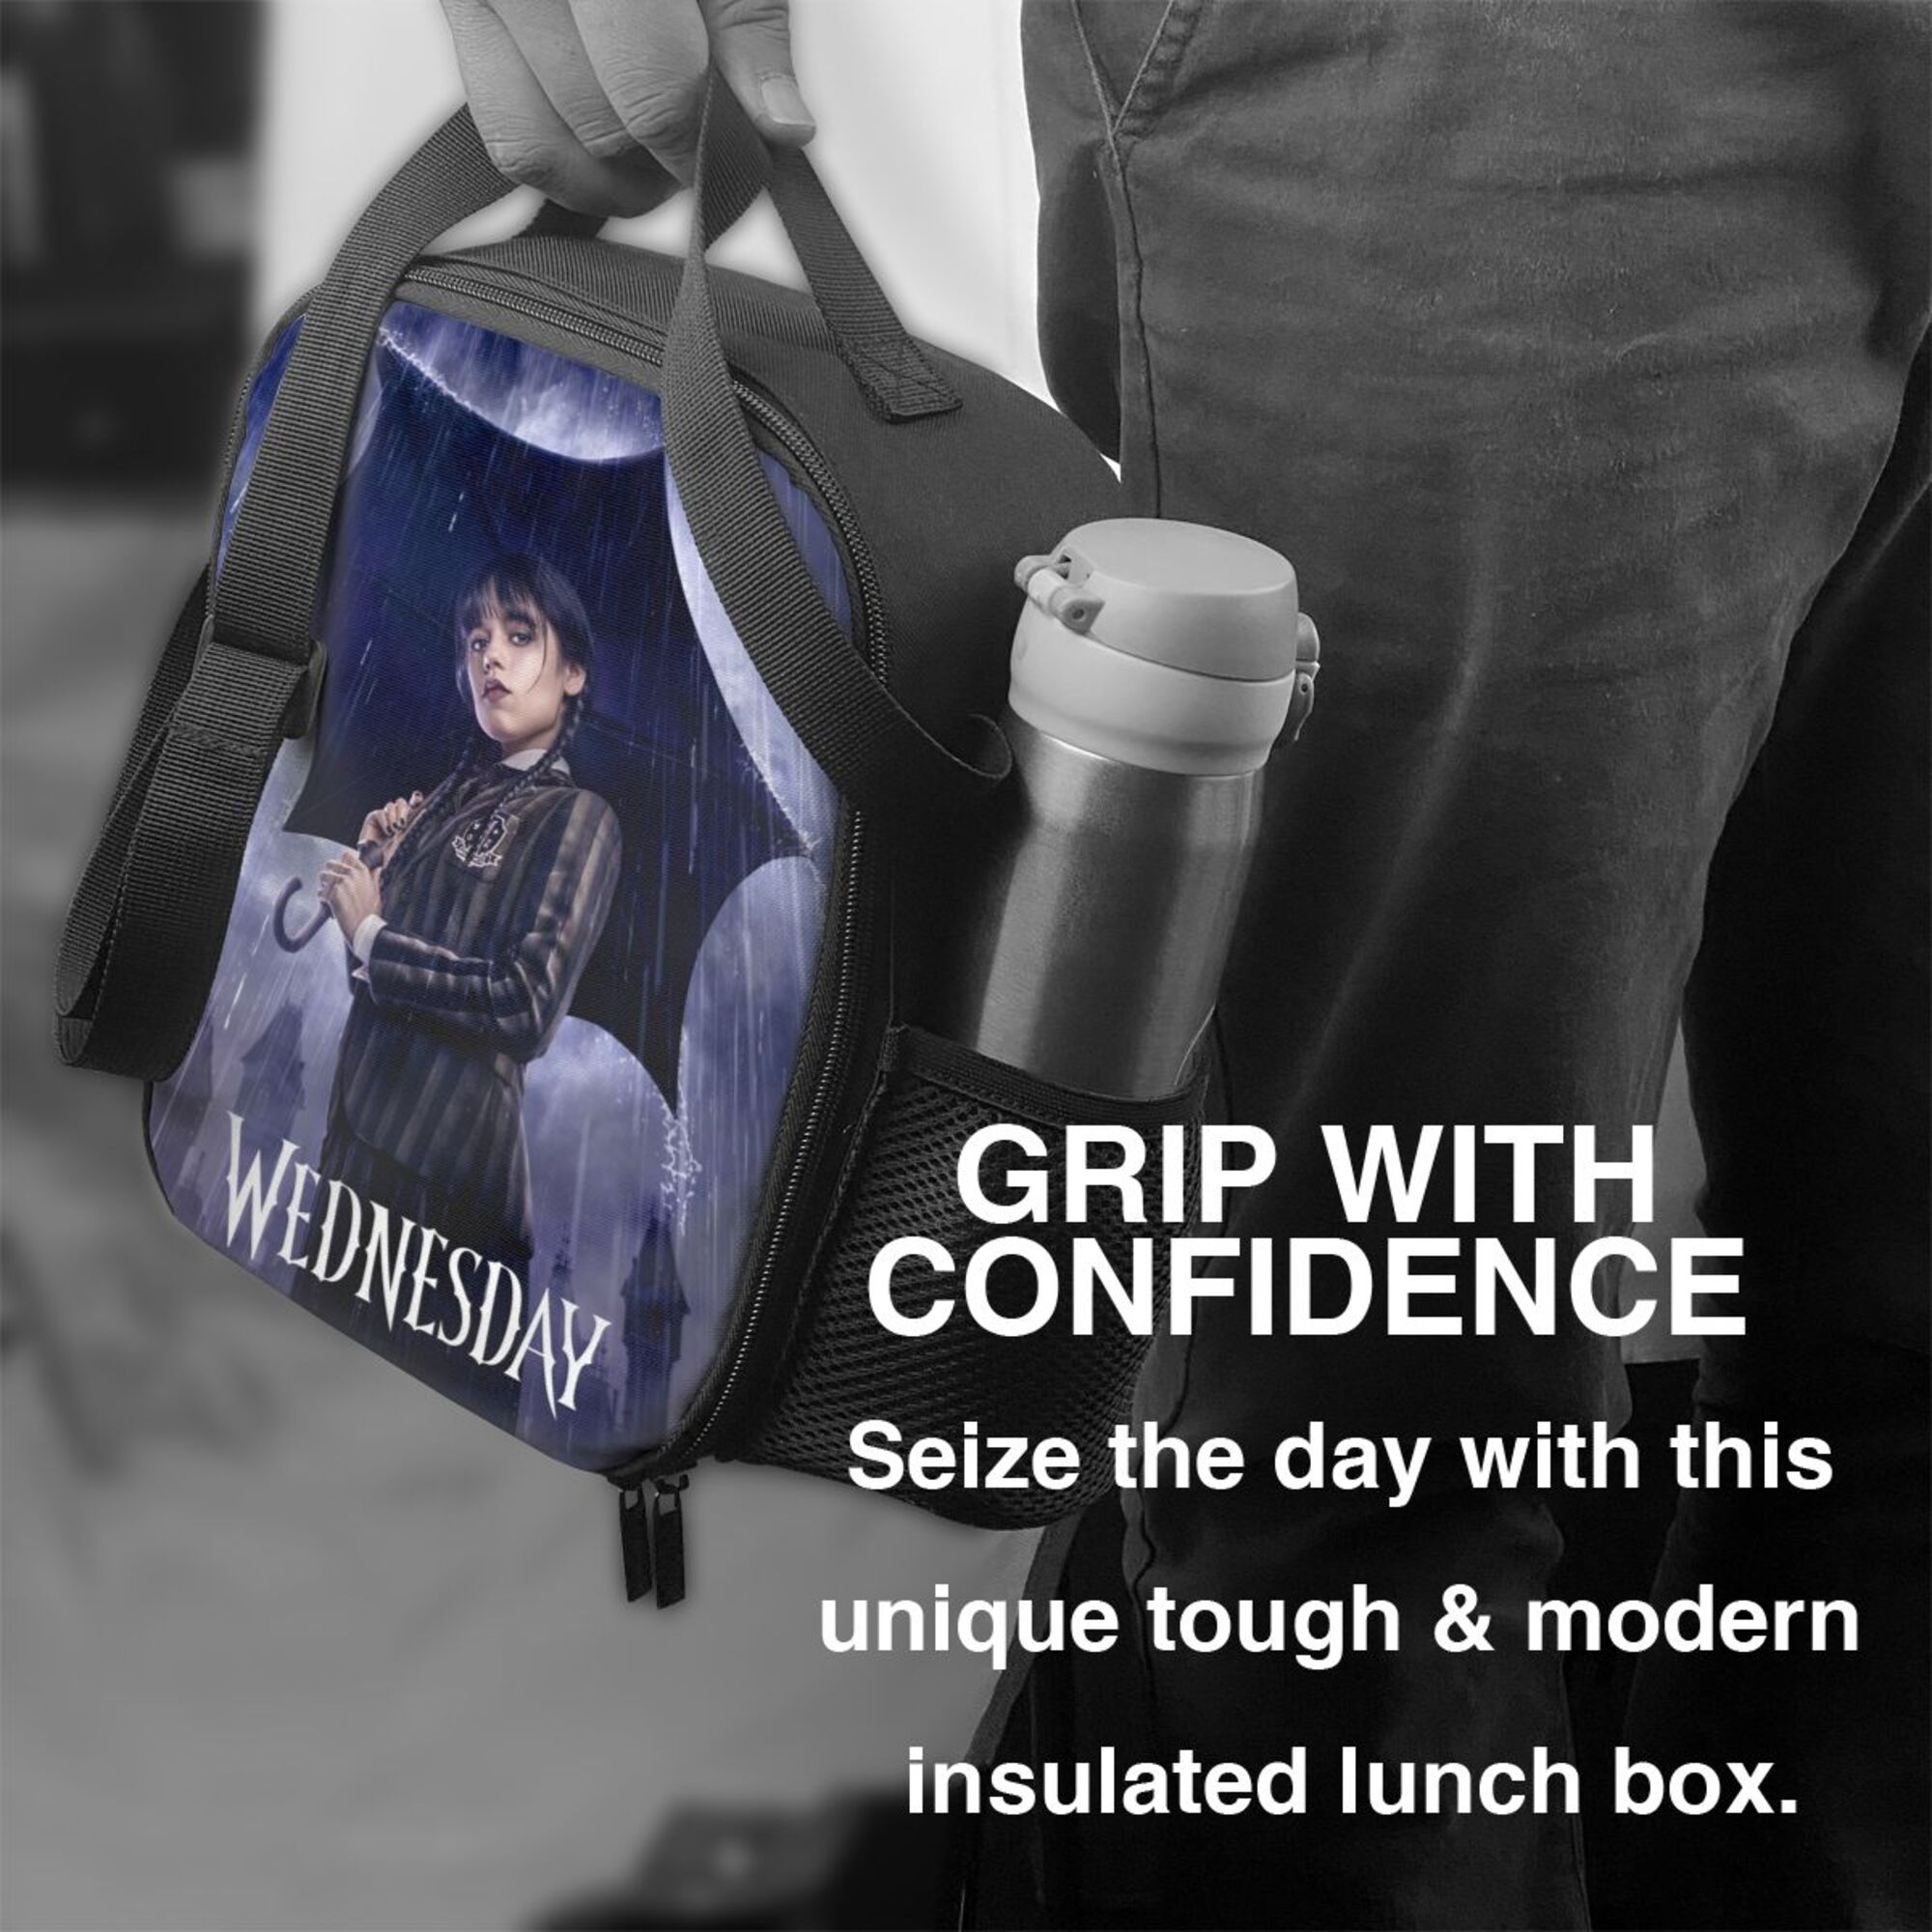 WEDNESDAY
GRIP WITH
CONFIDENCE
Seize the day with this
unique tough & modern
insulated lunch box.